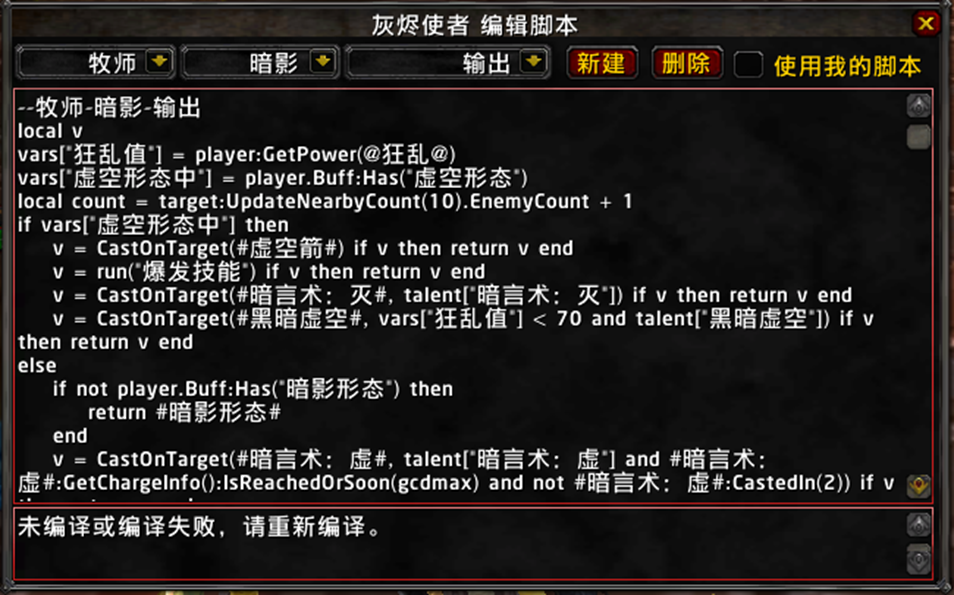 灰烬使者 编辑脚本
牧师 暗影 输出 新建 删除 使用我的脚本
--牧师-暗影-输出
local v
vars["狂乱值"] = player:GetPower(@狂乱@)
vars["虚空形态中"] = player.Buff:Has("虚空形态")
local count = target:UpdateNearbyCount(10).EnemyCount + 1
if vars["虚空形态中"] then
v = CastOnTarget(#虚空箭#) if v then return v end
v = run("爆发技能") if v then return v end
v = CastOnTarget(#暗言术：灭#, talent["暗言术：灭"]) if v then return v end
v = CastOnTarget(#黑暗虚空#, vars["狂乱值"] < 70 and talent["黑暗虚空"]) if v
then return v end
else
if not player.Buff:Has("暗影形态") then
return #暗影形态#
end
v = CastOnTarget(#暗言术：虚#, talent["暗言术：虚"] and #暗言术：
虚#:GetChargeInfo():IsReachedOrSoon(gcdmax) and not #暗言术：虚#:CastedIn(2)) if v
未编译或编译失败，请重新编译。